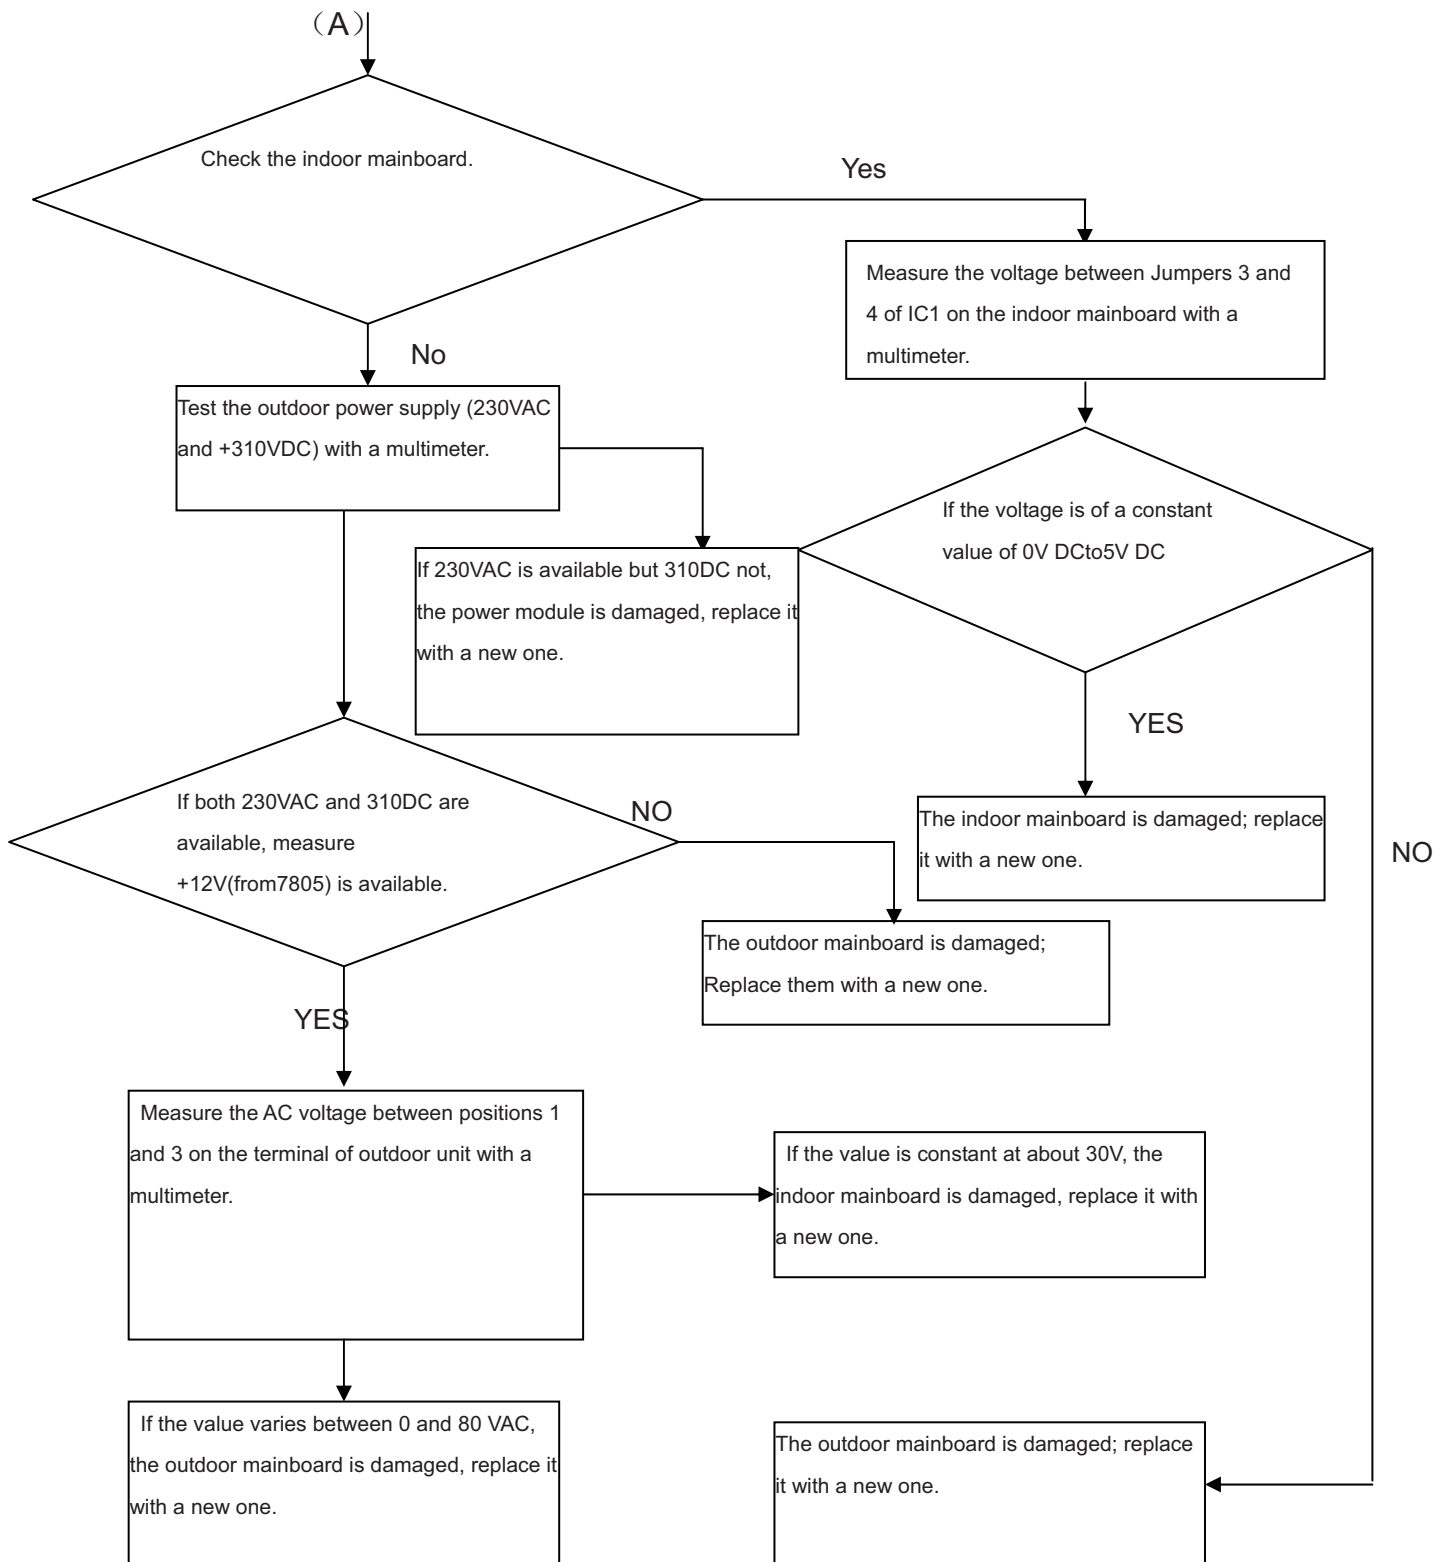 （A）
Check the indoor mainboard.
Yes
Measure the voltage between Jumpers 3 and
4 of IC1 on the indoor mainboard with a
multimeter.
No
Test the outdoor power supply (230VAC
and +310VDC) with a multimeter.
If the voltage is of a constant
value of 0V DCto5V DC
If 230VAC is available but 310DC not,
the power module is damaged, replace it
with a new one.
YES
If both 230VAC and 310DC are
available, measure
+12V(from7805) is available.
NO
The indoor mainboard is damaged; replace
it with a new one.
NO
The outdoor mainboard is damaged;
Replace them with a new one.
YES
Measure the AC voltage between positions 1
and 3 on the terminal of outdoor unit with a
multimeter.
If the value is constant at about 30V, the
indoor mainboard is damaged, replace it with
a new one.
If the value varies between 0 and 80 VAC,
the outdoor mainboard is damaged, replace it
with a new one.
The outdoor mainboard is damaged; replace
it with a new one.